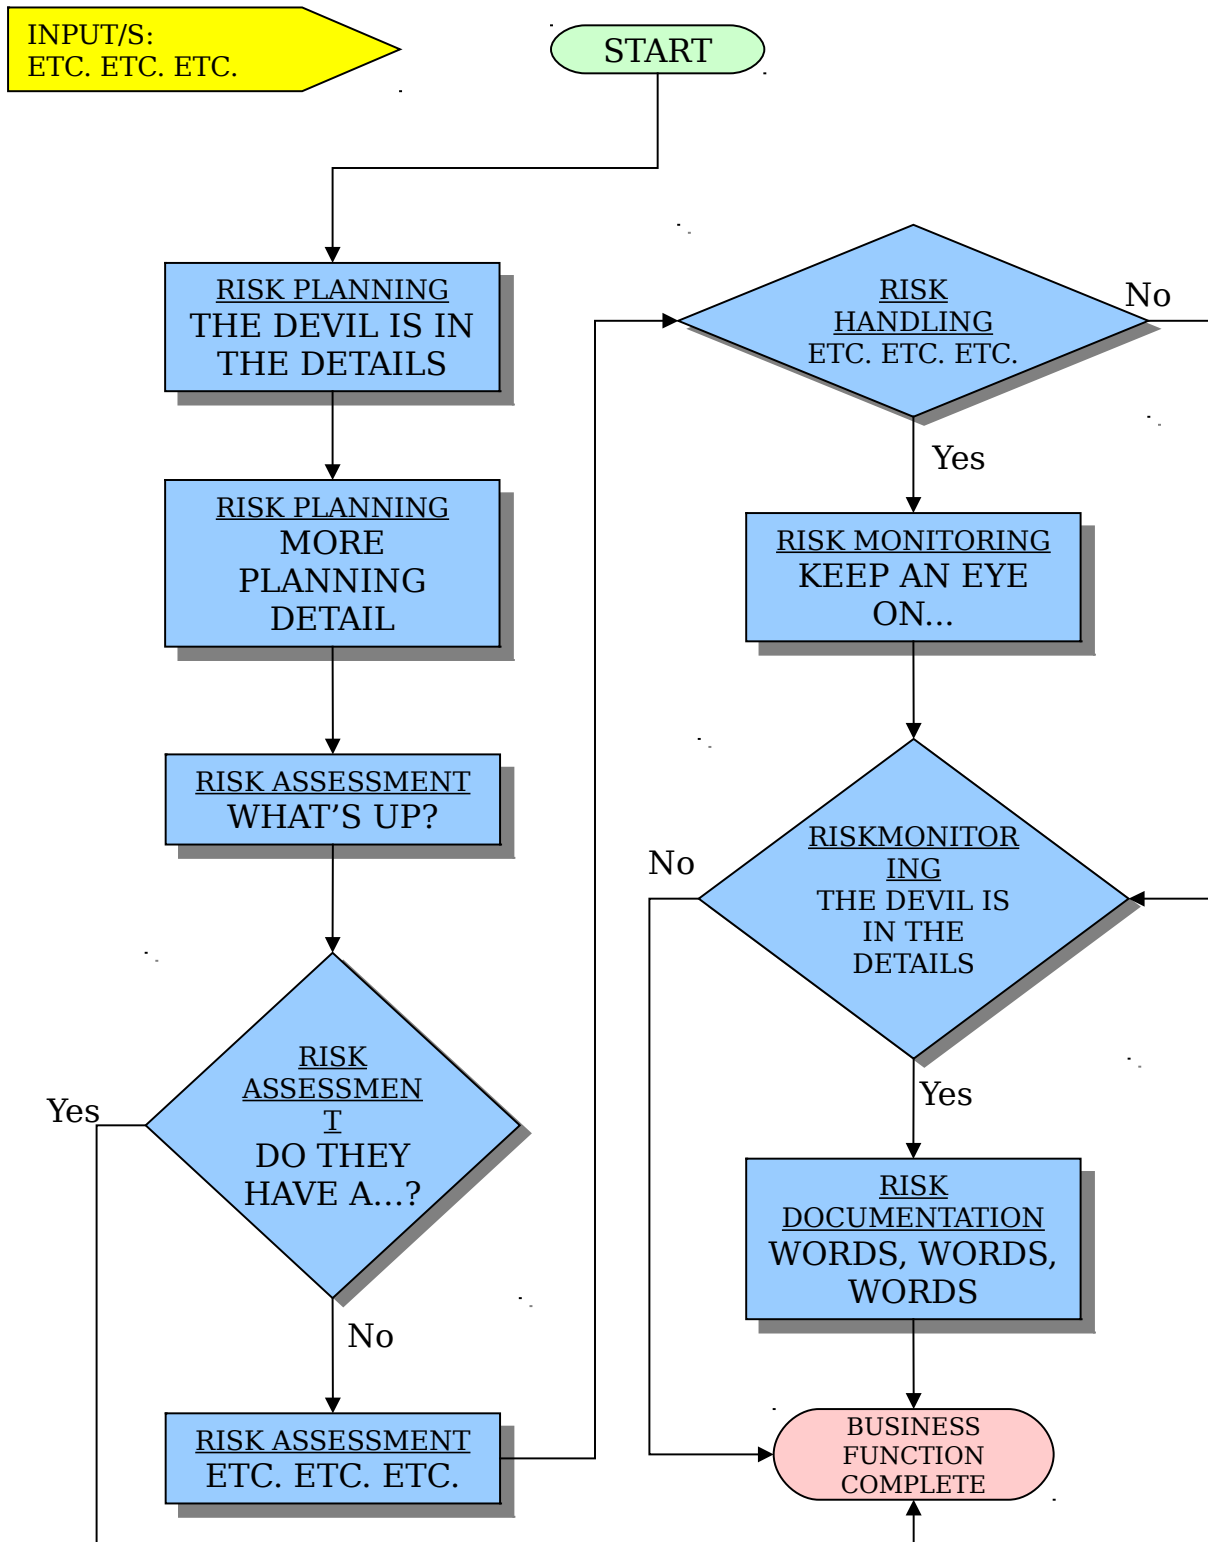 INPUT/S:
ETC. ETC. ETC.
START
RISK PLANNING
THE DEVIL IS IN
THE DETAILS
RISK PLANNING
MORE
PLANNING
DETAIL
RISK ASSESSMENT
WHAT’S UP?
RISK
ASSESSMEN
T
DO THEY
HAVE A…?
Yes
No
RISK ASSESSMENT
ETC. ETC. ETC.
RISK
HANDLING
ETC. ETC. ETC.
No
Yes
RISK MONITORING
KEEP AN EYE
ON…
RISKMONITOR
ING
THE DEVIL IS
IN THE
DETAILS
No
Yes
RISK
DOCUMENTATION
WORDS, WORDS,
WORDS
BUSINESS
FUNCTION
COMPLETE